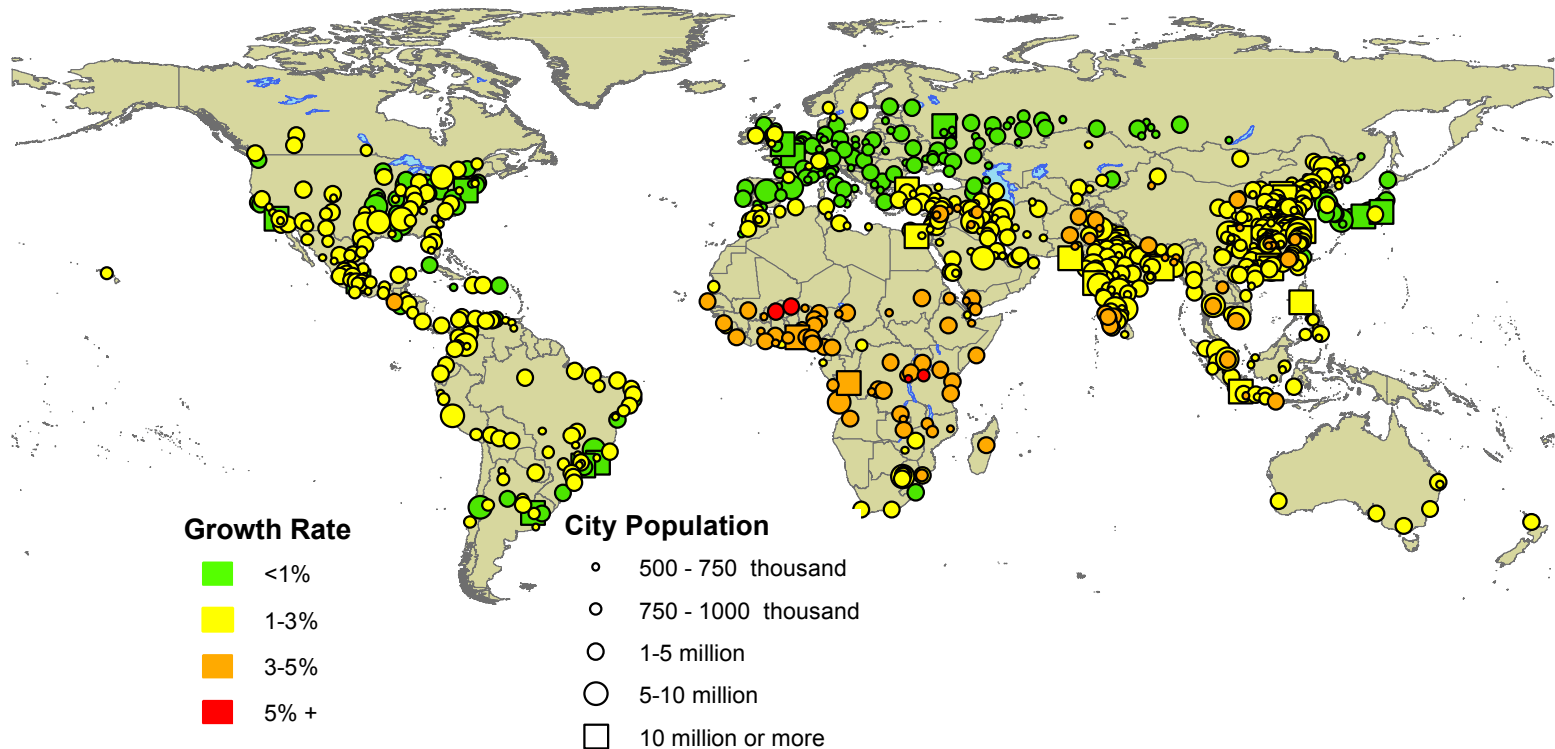 Growth Rate
<1%
1-3%
3-5%
5% +
City Population
500 - 750 thousand
750 - 1000 thousand
1-5 million
5-10 million
10 million or more